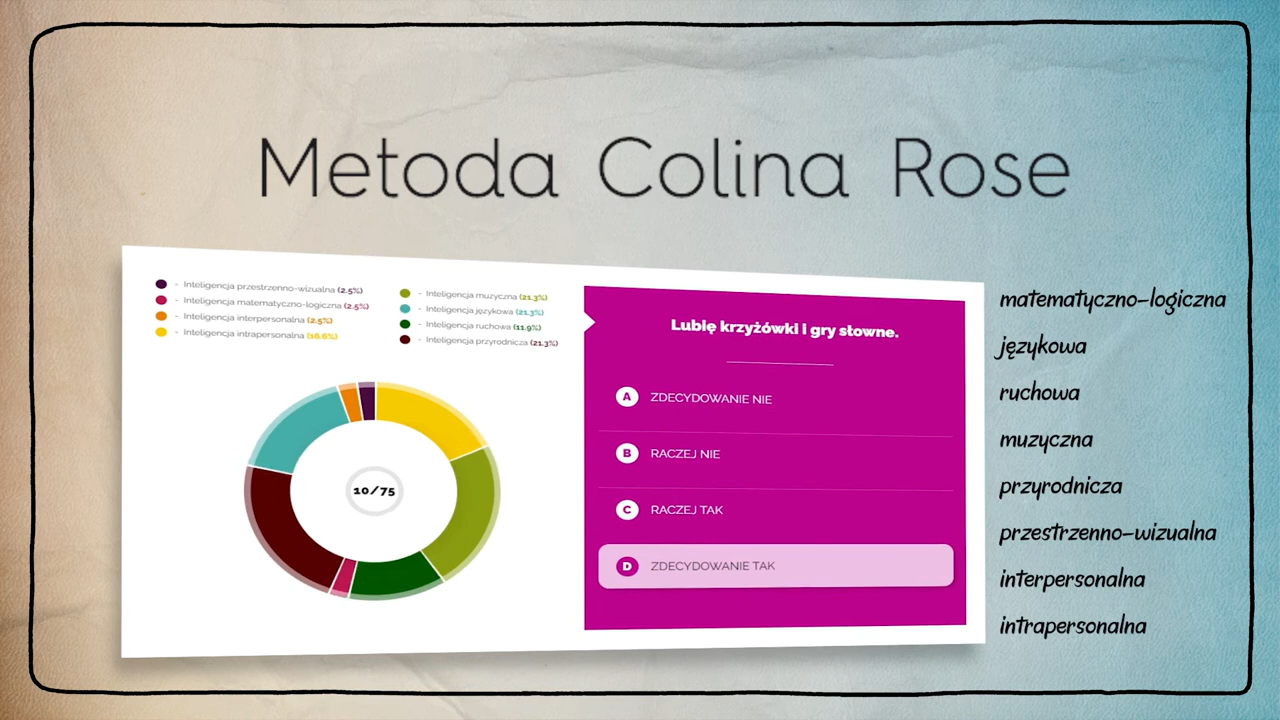 Metoda Colina Rose
- Inteligencja przestrzenno-wizualna (2.5%)
- Inteligencja matematyczno-logiczna (2.5%)
- Inteligencja interpersonalna (2.5%)
- Inteligencja intrapersonalna (16.6%)
- Inteligencja muzyczna (21.3%)
- Inteligencja językowa (21.3%)
- Inteligencja ruchowa (11.9%)
- Inteligencja przyrodnicza (21.3%)
10/75
Lubię krzyżówki i gry słowne.
A ZDECYDOWANIE NIE
B RACZEJ NIE
C RACZEJ TAK
D ZDECYDOWANIE TAK
matematyczno-logiczna
językowa
ruchowa
muzyczna
przyrodnicza
przestrzenno-wizualna
interpersonalna
intrapersonalna